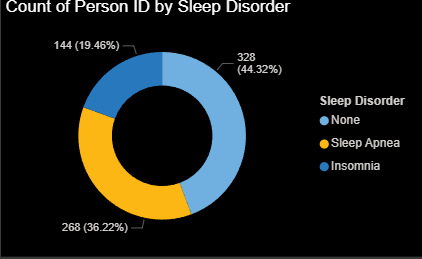 Count of Person ID by Sleep Disorder
144 (19.46%)
328
(44.32%)
268 (36.22%)
Sleep Disorder
None
Sleep Apnea
Insomnia